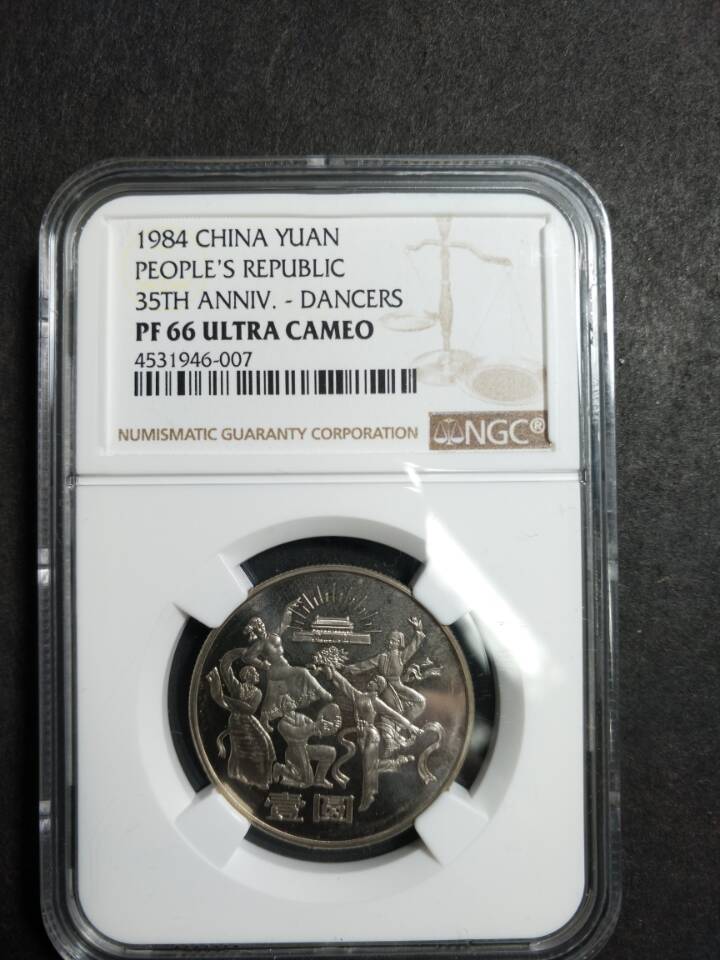 1984 CHINA YUAN
PEOPLE'S REPUBLIC
35TH ANNIV. - DANCERS
PF 66 ULTRA CAMEO
4531946-007
NUMISMATIC GUARANTY CORPORATION NGC®
壹圓